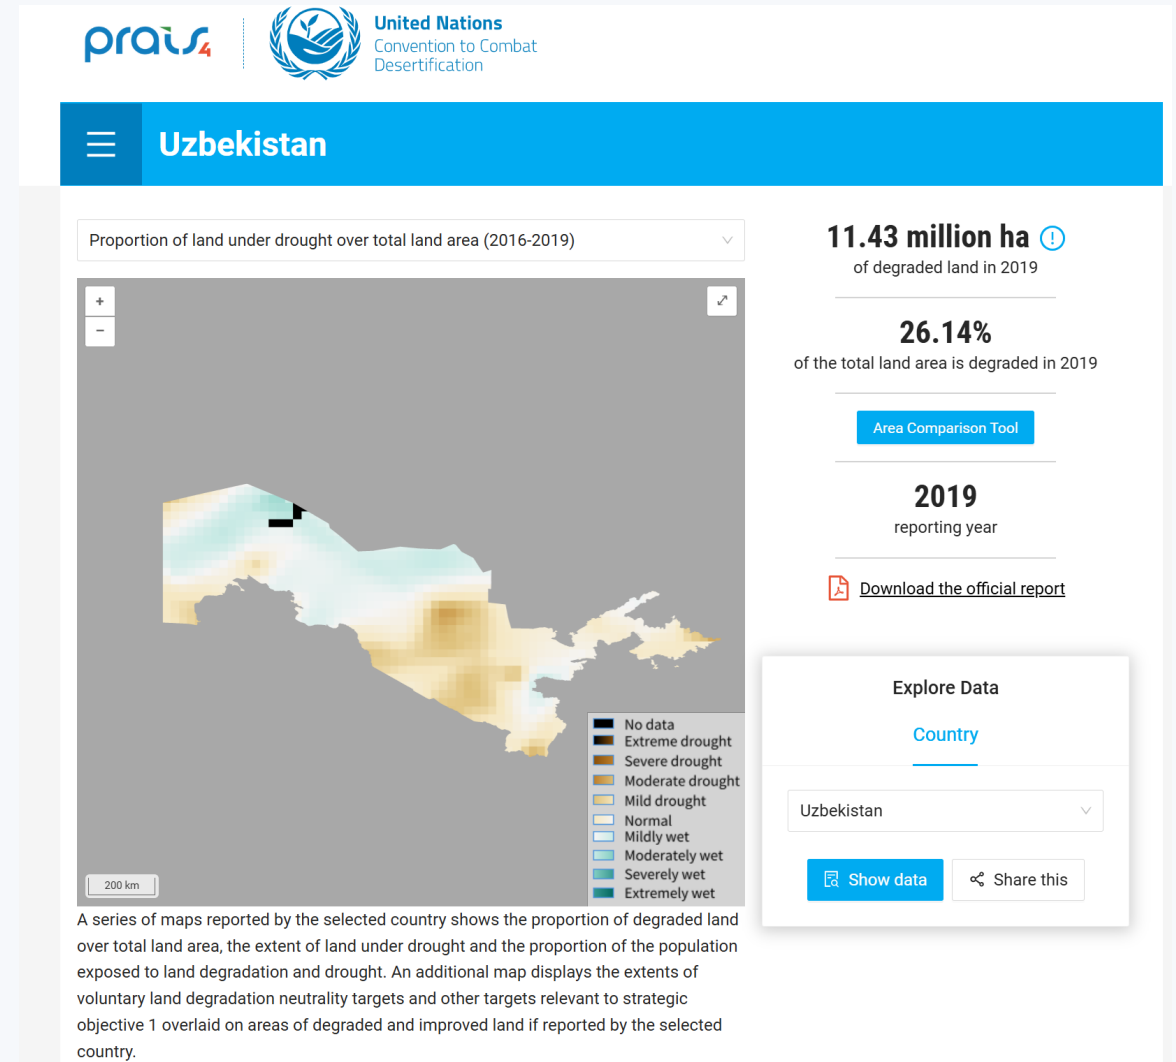 prais4
United Nations
Convention to Combat
Desertification
Uzbekistan
Proportion of land under drought over total land area (2016-2019)
+
−
200 km
No data
Extreme drought
Severe drought
Moderate drought
Mild drought
Normal
Mildly wet
Moderately wet
Severely wet
Extremely wet
A series of maps reported by the selected country shows the proportion of degraded land
over total land area, the extent of land under drought and the proportion of the population
exposed to land degradation and drought. An additional map displays the extents of
voluntary land degradation neutrality targets and other targets relevant to strategic
objective 1 overlaid on areas of degraded and improved land if reported by the selected
country.
11.43 million ha
of degraded land in 2019
26.14%
of the total land area is degraded in 2019
Area Comparison Tool
2019
reporting year
Download the official report
Explore Data
Country
Uzbekistan
Show data
Share this